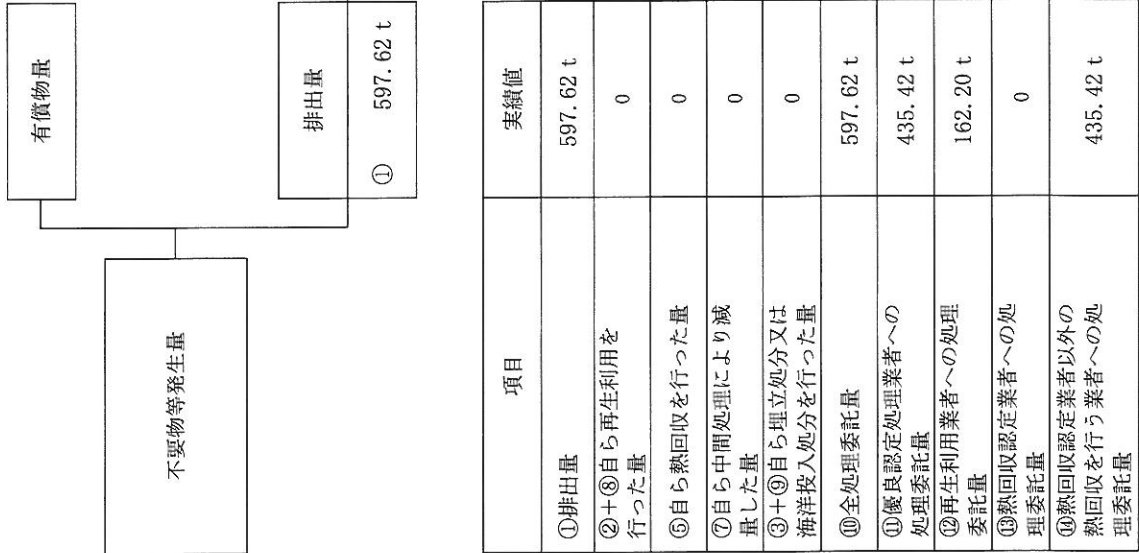 有償物量
不要物等発生量
排出量
① 597.62 t
項目
実績値
①排出量
597.62 t
②+⑧自ら再生利用を
行った量
0
⑤自ら熱回収を行った量
0
⑦自ら中間処理により減
量した量
0
③+⑨自ら埋立処分又は
海洋投入処分を行った量
0
⑩全処理委託量
597.62 t
⑪優良認定処理業者への
処理委託量
435.42 t
⑫再生利用業者への処理
委託量
162.20 t
⑬熱回収認定業者への処
理委託量
0
⑭熱回収認定業者以外の
熱回収を行う業者への処
理委託量
435.42 t